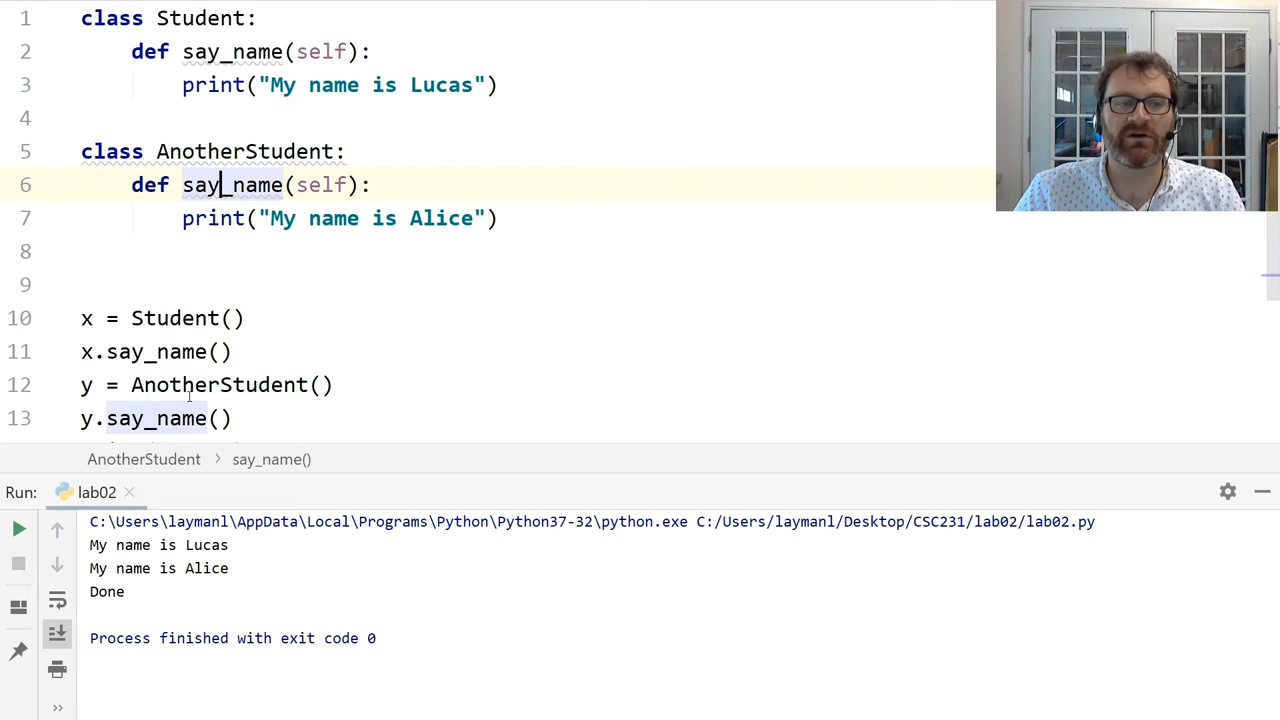 1 class Student:
2 def say_name(self):
3 print("My name is Lucas")
4
5 class AnotherStudent:
6 def say_name(self):
7 print("My name is Alice")
8
9
10 x = Student()
11 x.say_name()
12 y = AnotherStudent()
13 y.say_name()
AnotherStudent › say_name()
Run: lab02 ×
C:\Users\laymanl\AppData\Local\Programs\Python\Python37-32\python.exe C:/Users/laymanl/Desktop/CSC231/lab02/lab02.py
My name is Lucas
My name is Alice
Done
Process finished with exit code 0